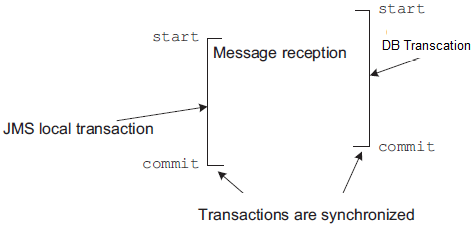 start
start
Message reception
DB Transcation
JMS local transaction
commit
commit
Transactions are synchronized